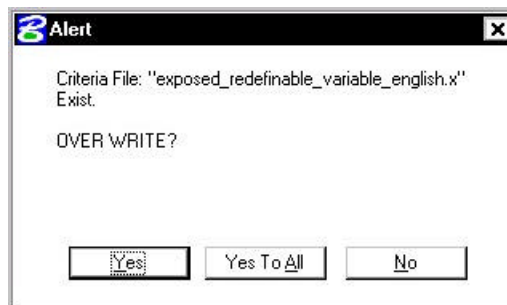 Alert
Criteria File: "exposed_redefinable_variable_english.x"
Exist.
OVER WRITE?
Yes Yes To All No